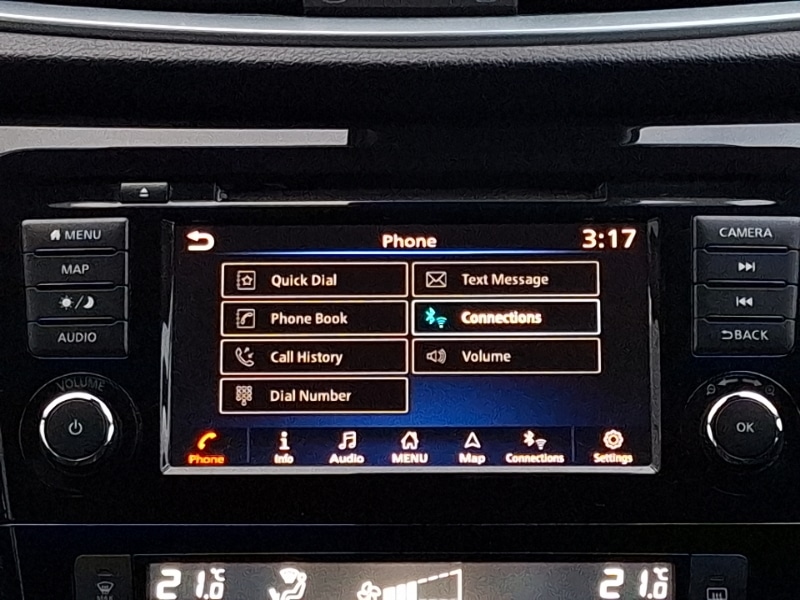 MENU
MAP
AUDIO
VOLUME
Phone
3:17
Quick Dial
Text Message
Phone Book
Connections
Call History
Volume
Dial Number
Phone
Info
Audio
MENU
Map
Connections
Settings
CAMERA
BACK
OK
21.0°C
21.0°C